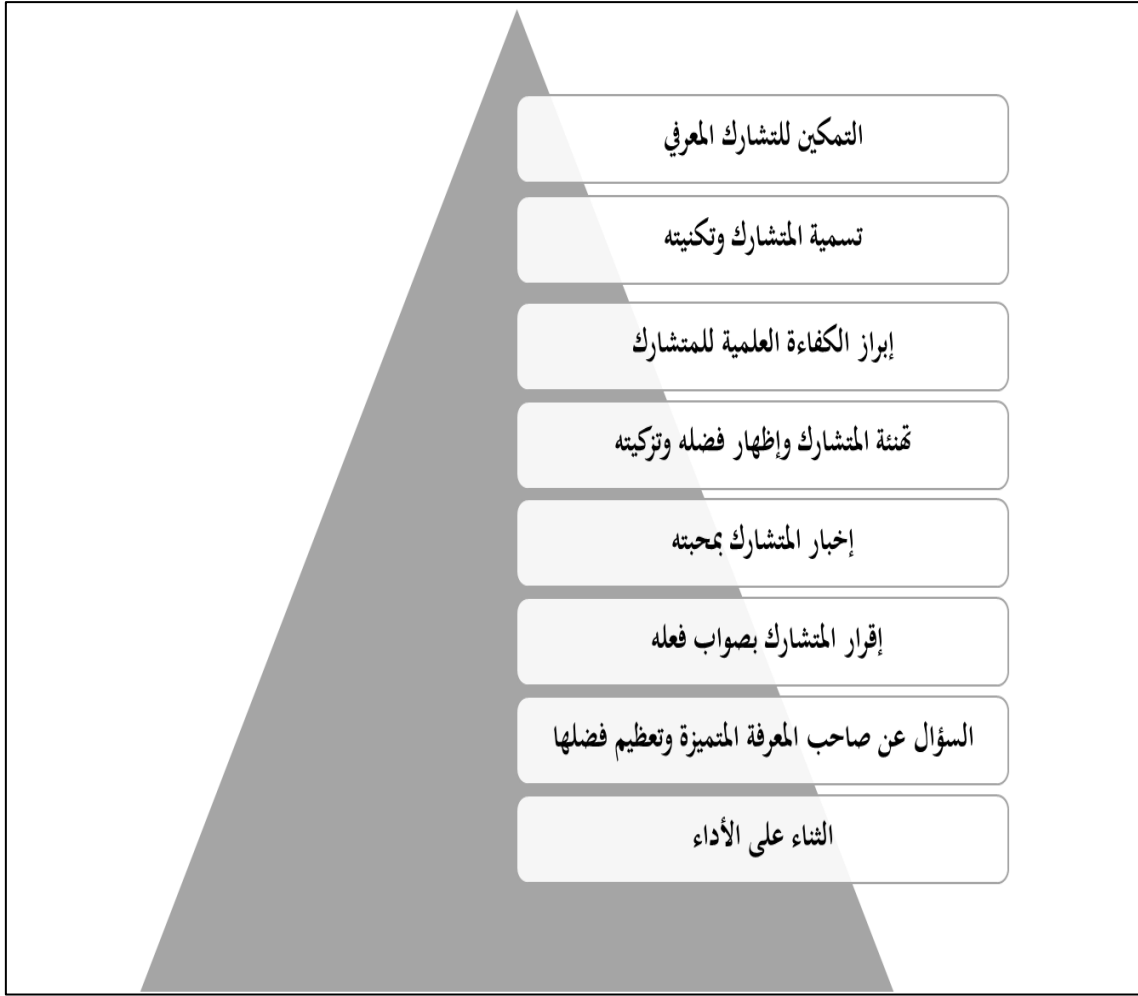 التمكين للتشارك المعرفي
تسمية المتشارك وتكنيته
إبراز الكفاءة العلمية للمتشارك
تهنئة المتشارك وإظهار فضله وتزكيته
إخبار المتشارك بمحبته
إقرار المتشارك بصواب فعله
السؤال عن صاحب المعرفة المتميزة وتعظيم فضلها
الثناء على الأداء